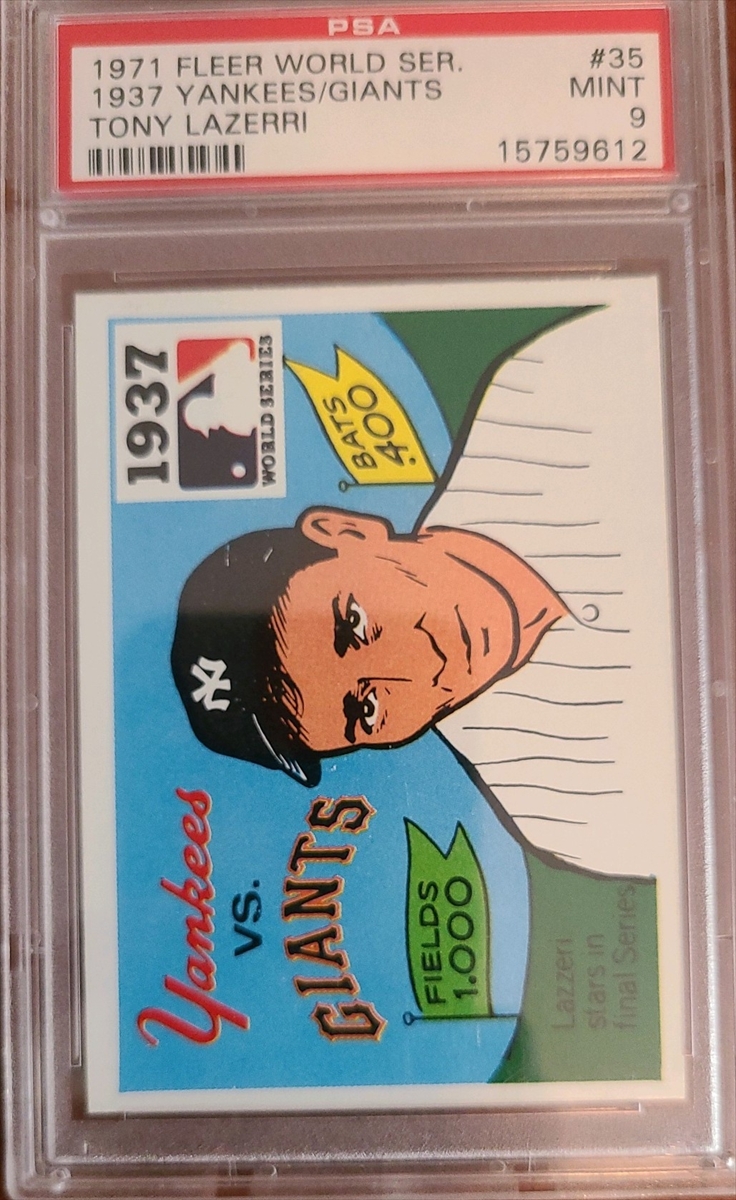 PSA
1971 FLEER WORLD SER.
#35
1937 YANKEES/GIANTS
MINT
TONY LAZERRI
9
15759612
1937
WORLD SERIES
BATS
.400
NY
Yankees
VS.
GIANTS
FIELDS
1.000
Lazzeri
stars in
final Series